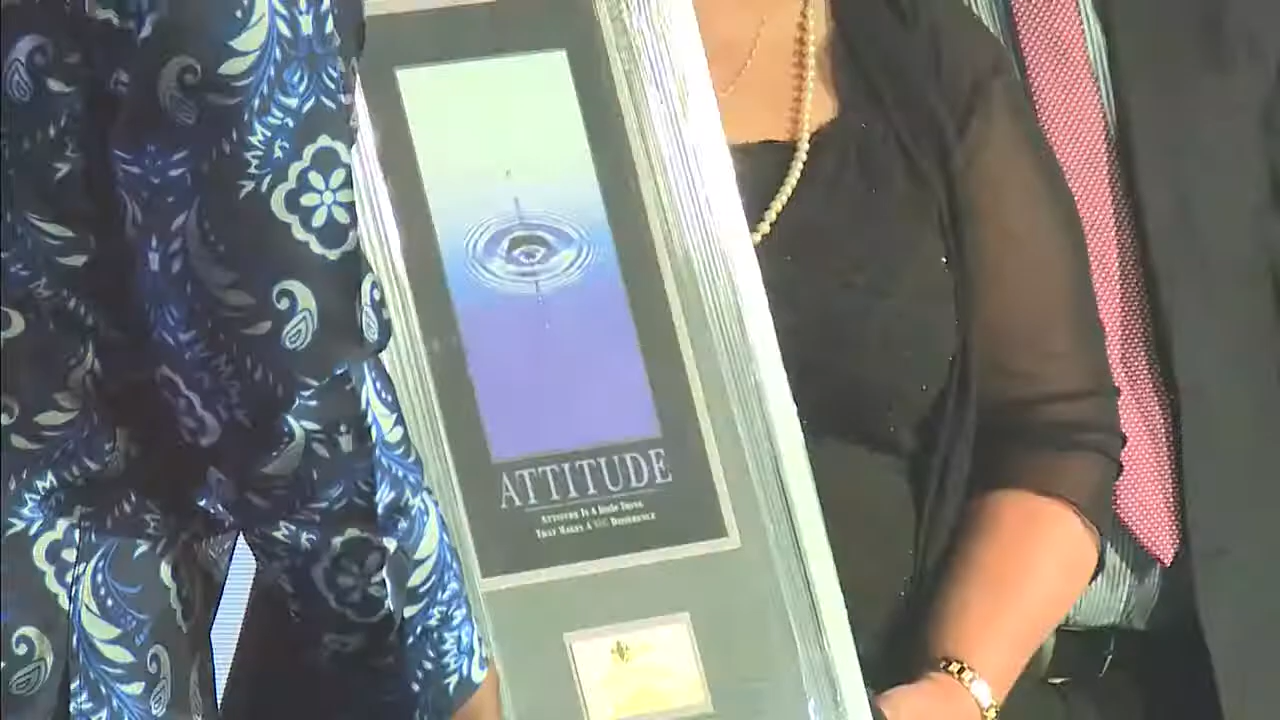 ATTITUDE
ATTITUDE IS A LITTLE THING
THAT MAKES A BIG DIFFERENCE